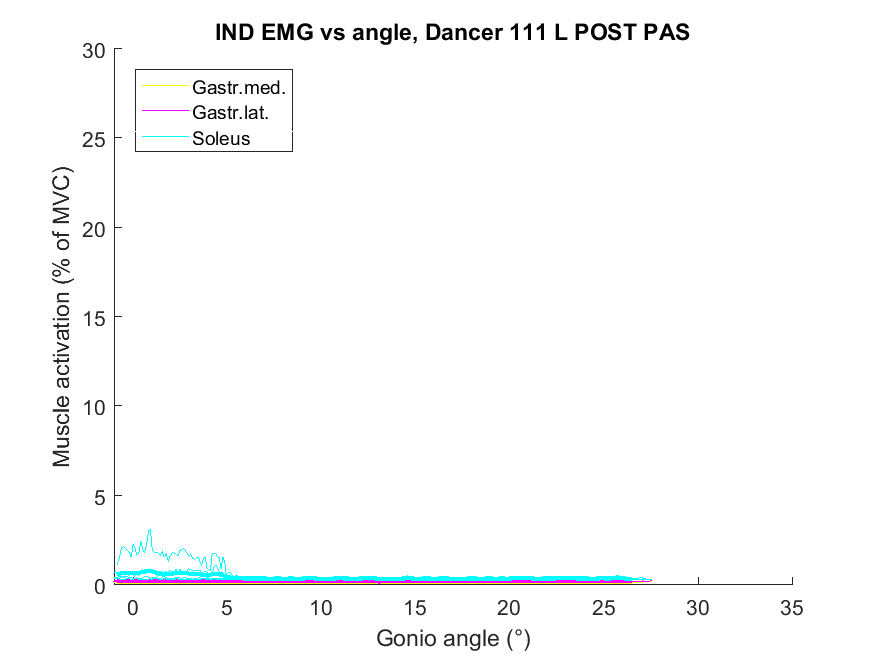 IND EMG vs angle, Dancer 111 L POST PAS
30
25
20
15
10
5
0
Muscle activation (% of MVC)
Gastr.med.
Gastr.lat.
Soleus
0 5 10 15 20 25 30 35
Gonio angle (°)